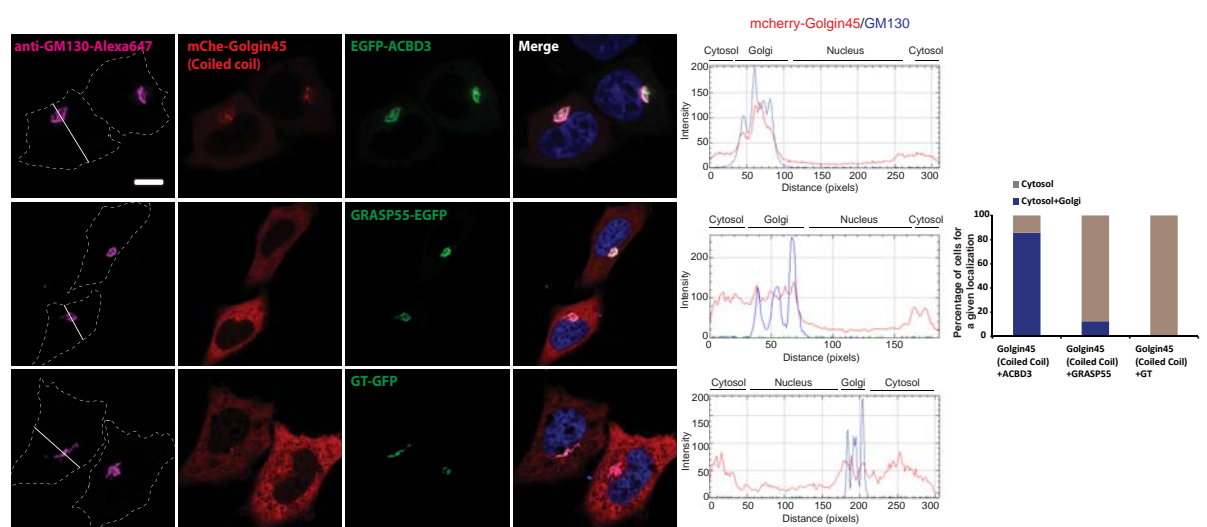 mcherry-Golgin45/GM130
anti-GM130-Alexa647
mChe-Golgin45
(Coiled coil)
EGFP-ACBD3
Merge
Cytosol Golgi Nucleus Cytosol
200
150
100
50
0
Intensity
0 50 100 150 200 250 300
Distance (pixels)
GRASP55-EGFP
Cytosol Golgi Nucleus Cytosol
200
100
0
Intensity
0 50 100 150
Distance (pixels)
GT-GFP
Cytosol Nucleus Golgi Cytosol
200
150
100
50
0
Intensity
0 50 100 150 200 250 300
Distance (pixels)
Cytosol
Cytosol+Golgi
Percentage of cells for
a given localization
100
80
60
40
20
0
Golgin45
(Coiled Coil)
+ACBD3
Golgin45
(Coiled Coil)
+GRASP55
Golgin45
(Coiled Coil)
+GT